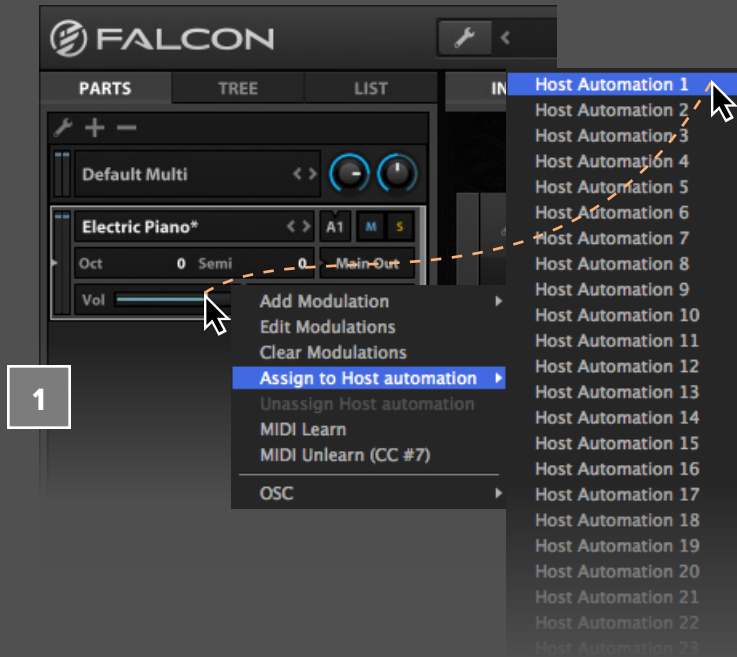 FALCON
PARTS TREE LIST IN
Default Multi
Electric Piano* A1 M S
Oct 0 Semi 0 Main Out
Vol
1
Add Modulation
Edit Modulations
Clear Modulations
Assign to Host automation
Unassign Host automation
MIDI Learn
MIDI Unlearn (CC #7)
OSC
Host Automation 1
Host Automation 2
Host Automation 3
Host Automation 4
Host Automation 5
Host Automation 6
Host Automation 7
Host Automation 8
Host Automation 9
Host Automation 10
Host Automation 11
Host Automation 12
Host Automation 13
Host Automation 14
Host Automation 15
Host Automation 16
Host Automation 17
Host Automation 18
Host Automation 19
Host Automation 20
Host Automation 21
Host Automation 22
Host Automation 23